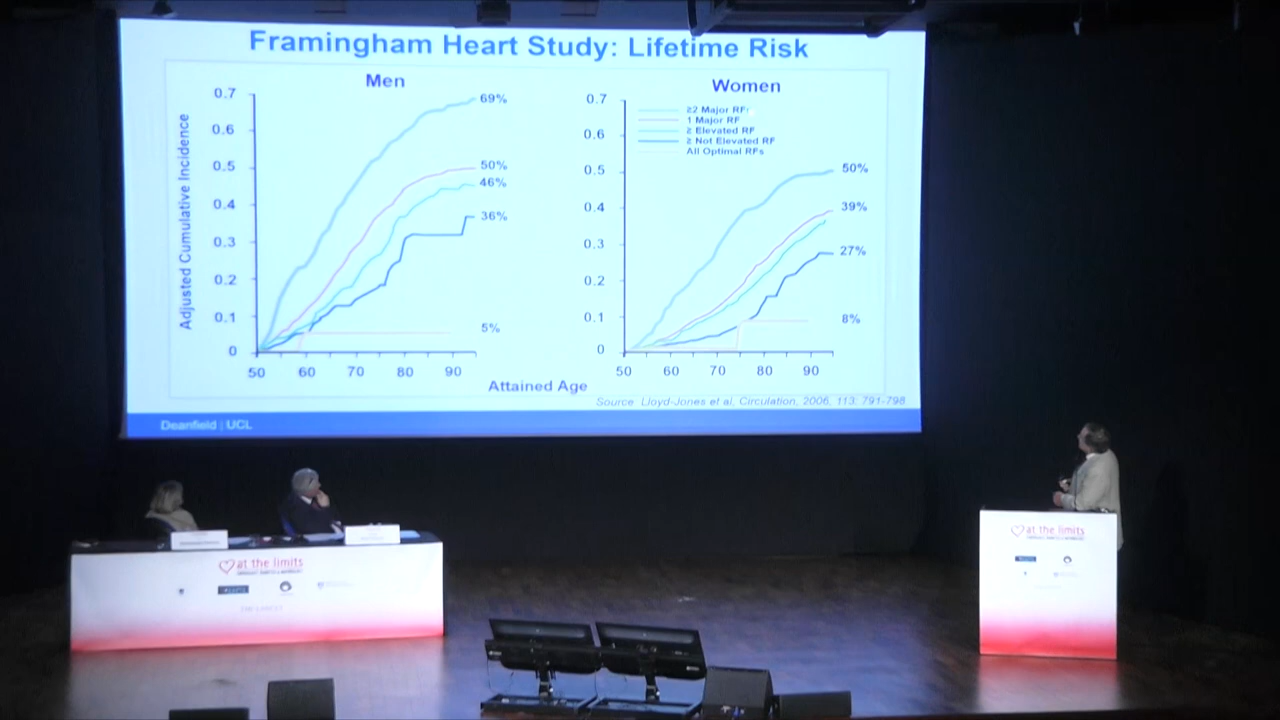 Framingham Heart Study: Lifetime Risk
Men
Adjusted Cumulative Incidence
0.7
0.6
0.5
0.4
0.3
0.2
0.1
0
69%
50%
46%
36%
5%
50 60 70 80 90
Women
≥2 Major RFs
1 Major RF
≥ Elevated RF
≥ Not Elevated RF
All Optimal RFs
0.7
0.6
0.5
0.4
0.3
0.2
0.1
0
50%
39%
27%
8%
50 60 70 80 90
Attained Age
Source: Lloyd-Jones et al, Circulation, 2006, 113: 791-798
Deanfield | UCL
at the limits
THE LANCET
at the limits